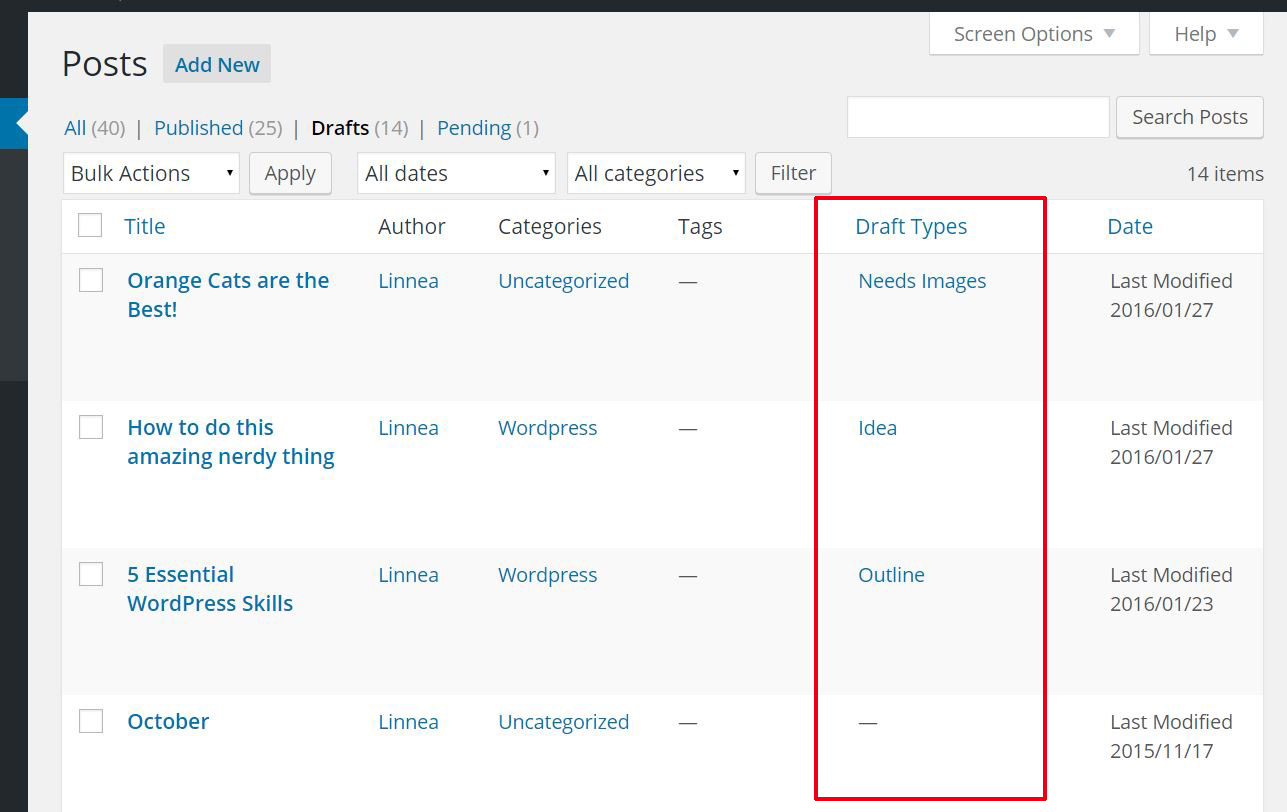 Screen Options ▼ Help ▼
Posts Add New
All (40) | Published (25) | Drafts (14) | Pending (1)
Search Posts
Bulk Actions Apply All dates All categories Filter 14 items
Title Author Categories Tags Draft Types Date
Orange Cats are the Linnea Uncategorized — Needs Images Last Modified
Best! 2016/01/27
How to do this Linnea Wordpress — Idea Last Modified
amazing nerdy thing 2016/01/27
5 Essential Linnea Wordpress — Outline Last Modified
WordPress Skills 2016/01/23
October Linnea Uncategorized — — Last Modified
2015/11/17